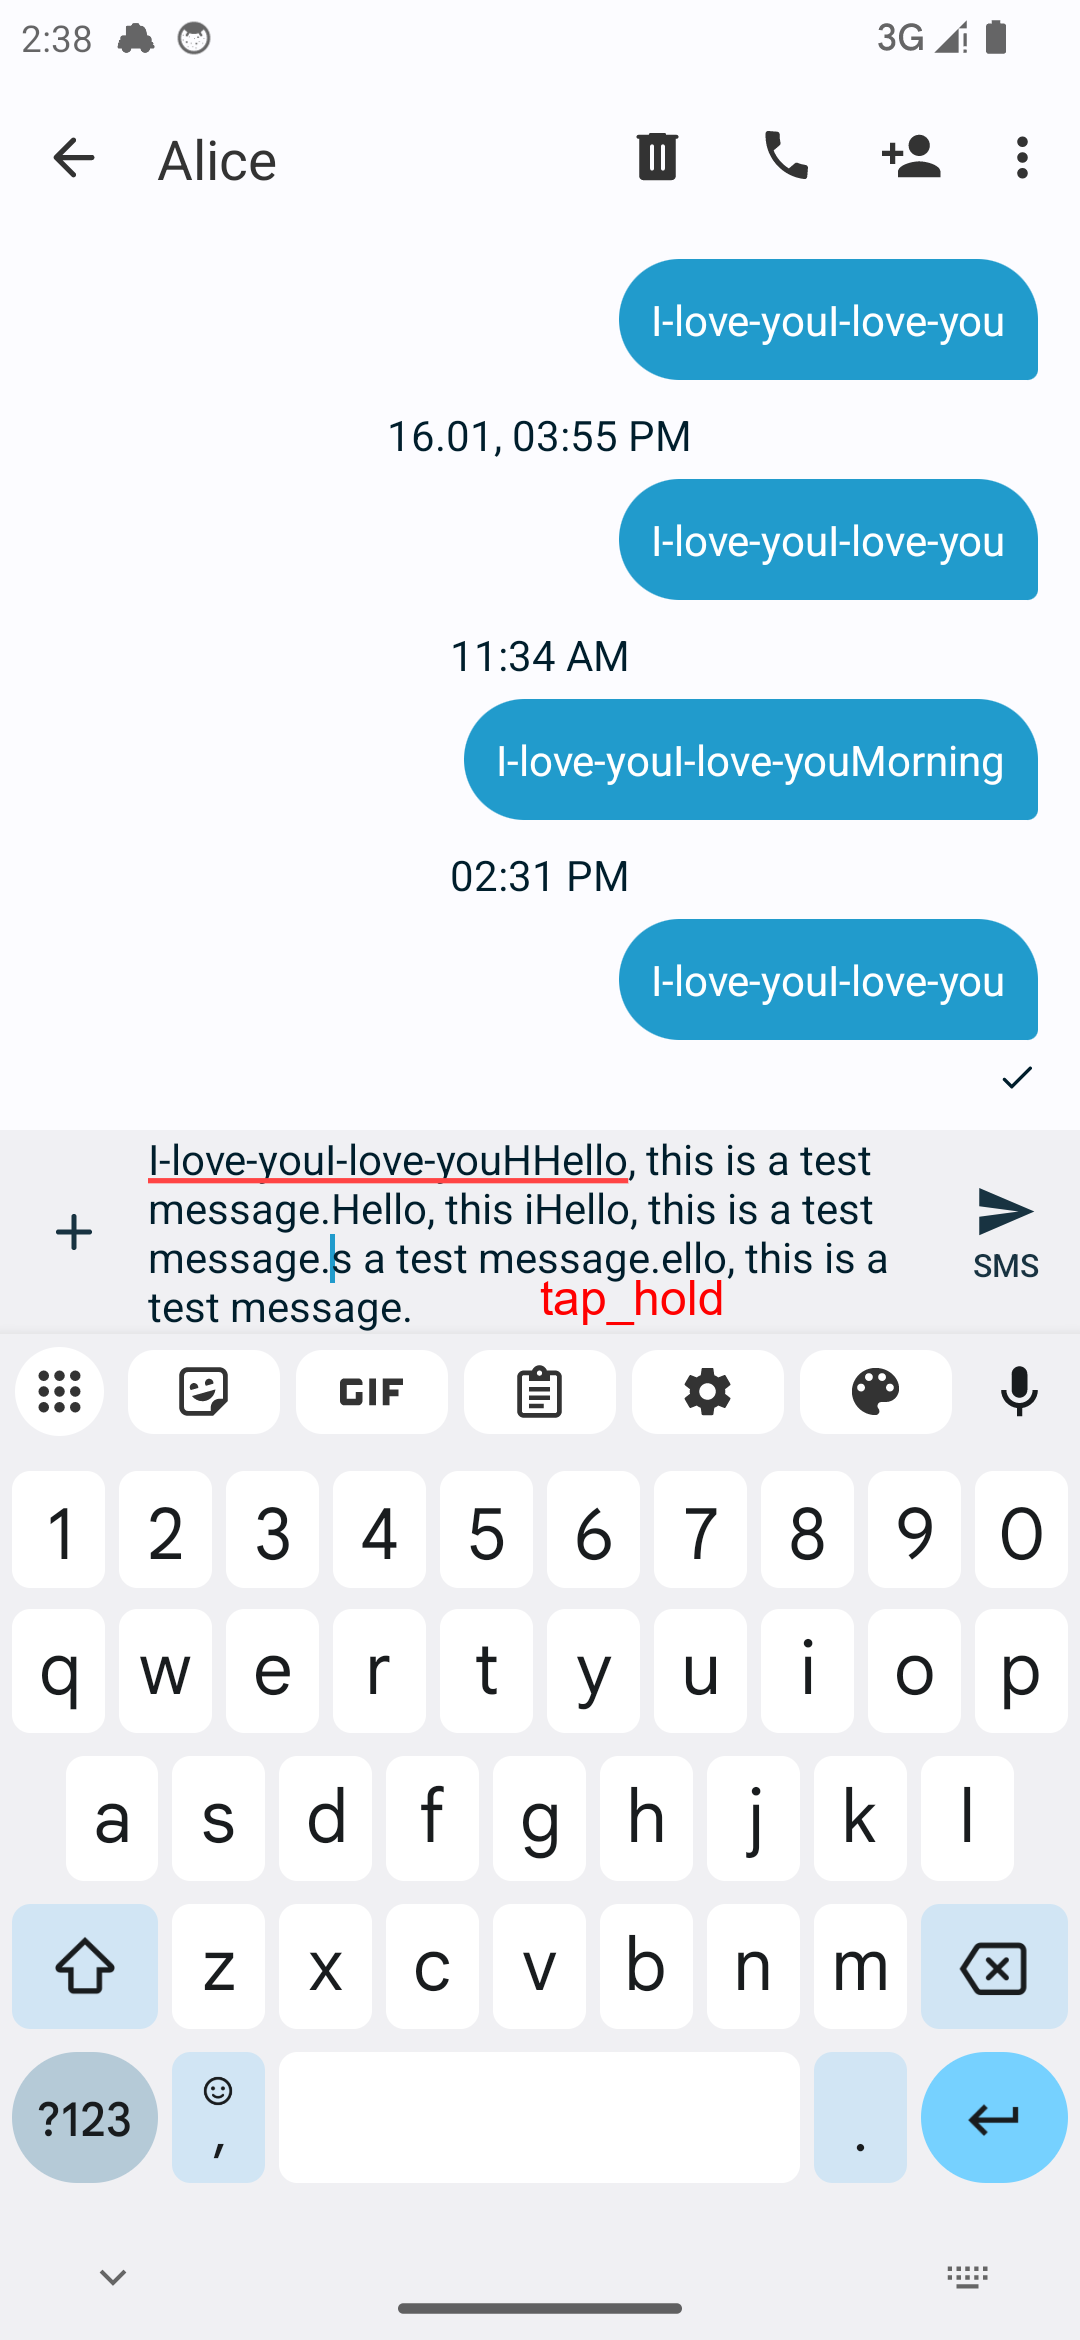 2:38
3G
Alice
I-love-youI-love-you
16.01, 03:55 PM
I-love-youI-love-you
11:34 AM
I-love-youI-love-youMorning
02:31 PM
I-love-youI-love-you
I-love-youI-love-youHHello, this is a test
message.Hello, this iHello, this is a test
message.s a test message.ello, this is a
test message.
SMS
tap_hold
GIF
1 2 3 4 5 6 7 8 9 0
q w e r t y u i o p
a s d f g h j k l
z x c v b n m
?123 , .